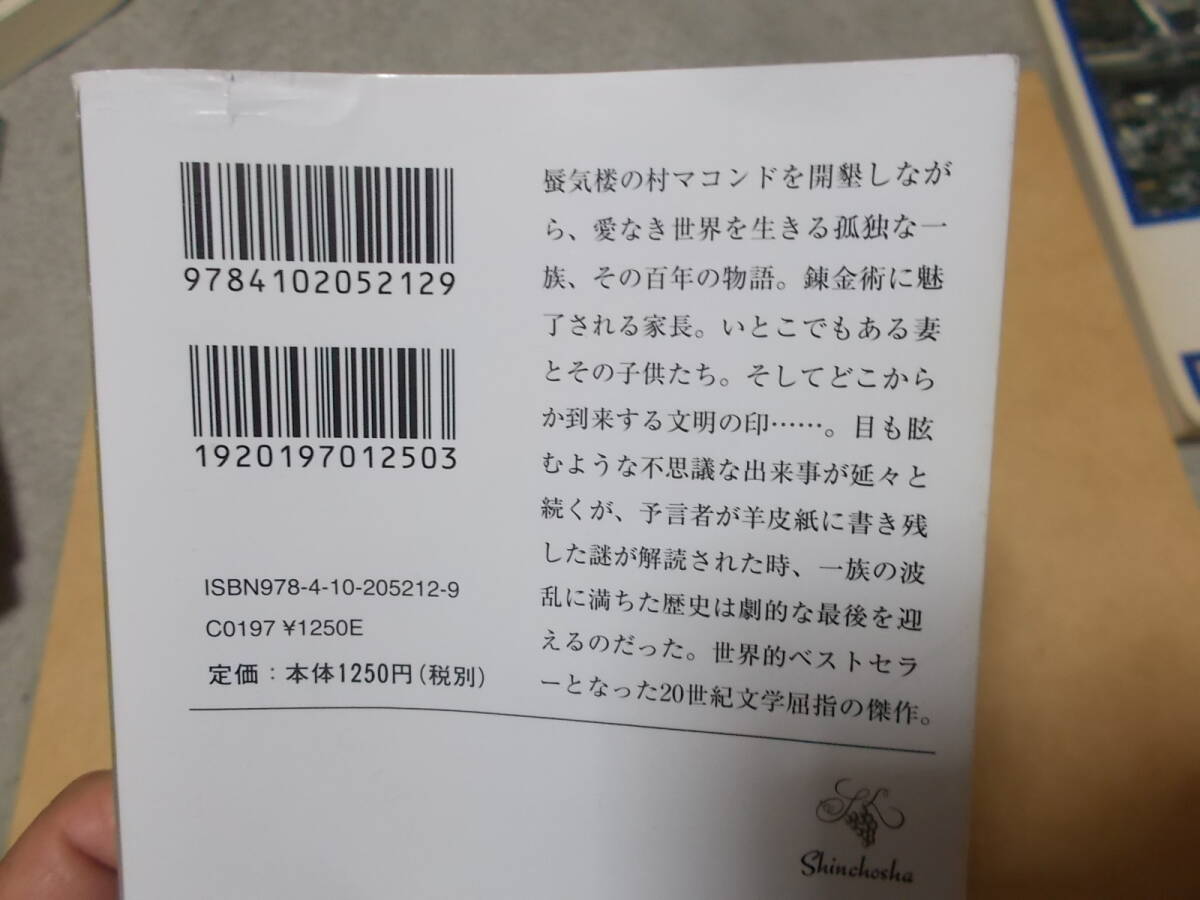 9784102052129
1920197012503
ISBN978-4-10-205212-9
C0197 ¥1250E
定価：本体1250円（税別）
蜃気楼の村マコンドを開墾しなが
ら、愛なき世界を生きる孤独な一
族、その百年の物語。錬金術に魅
了される家長。いとこでもある妻
とその子供たち。そしてどこから
か到来する文明の印……。目も眩
むような不思議な出来事が延々と
続くが、予言者が羊皮紙に書き残
した謎が解読された時、一族の波
乱に満ちた歴史は劇的な最後を迎
えるのだった。世界的ベストセラ
ーとなった20世紀文学屈指の傑作。
Shinchosha